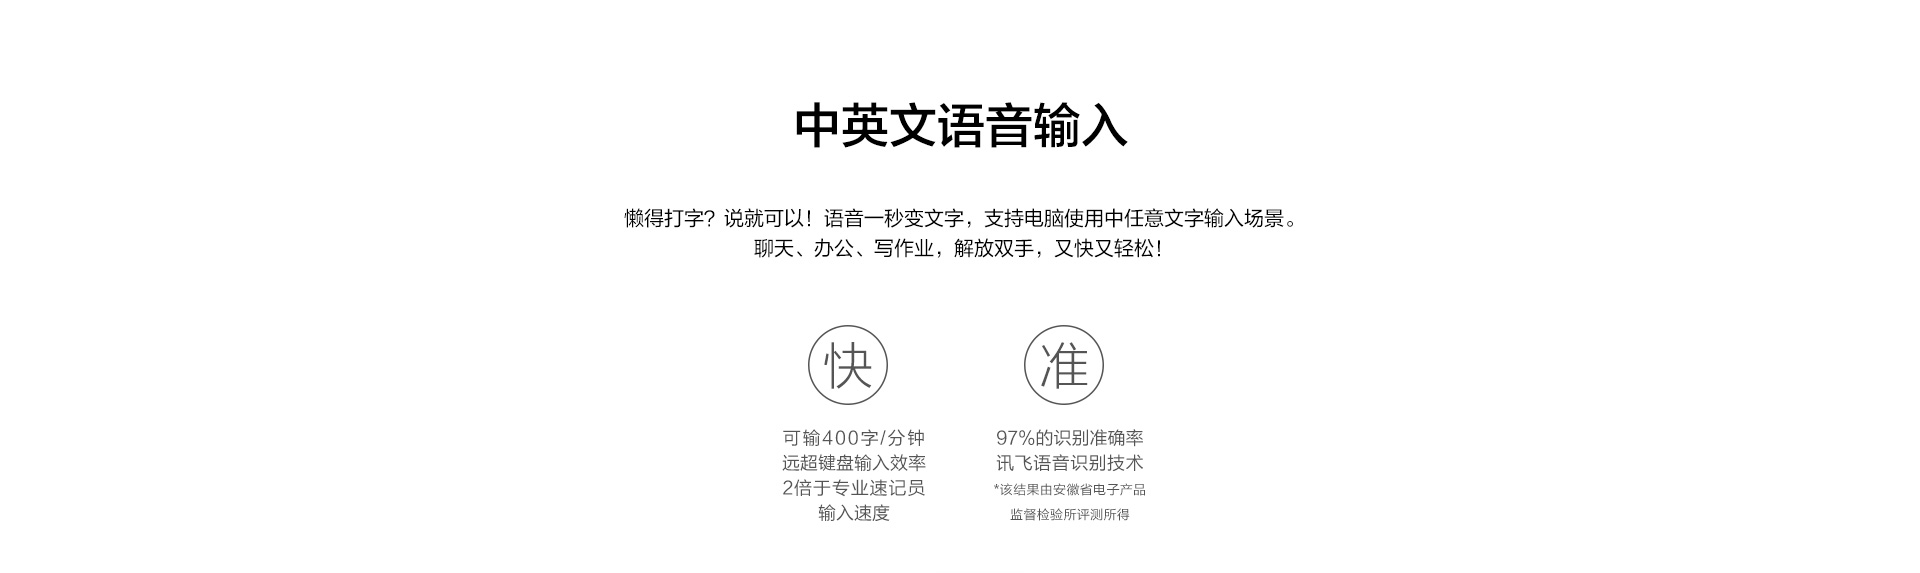 中英文语音输入
懒得打字？说就可以！语音一秒变文字，支持电脑使用中任意文字输入场景。
聊天、办公、写作业，解放双手，又快又轻松！
快
可输400字/分钟
远超键盘输入效率
2倍于专业速记员
输入速度
准
97%的识别准确率
讯飞语音识别技术
*该结果由安徽省电子产品
监督检验所评测所得